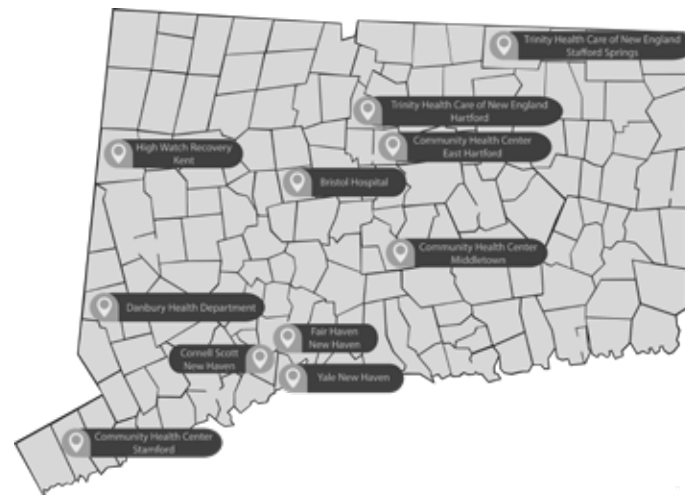 Trinity Health Care of New England
Stafford Springs
Trinity Health Care of New England
Hartford
Community Health Center
East Hartford
High Watch Recovery
Kent
Bristol Hospital
Community Health Center
Middletown
Danbury Health Department
Fair Haven
New Haven
Cornell Scott
New Haven
Yale New Haven
Community Health Center
Stamford